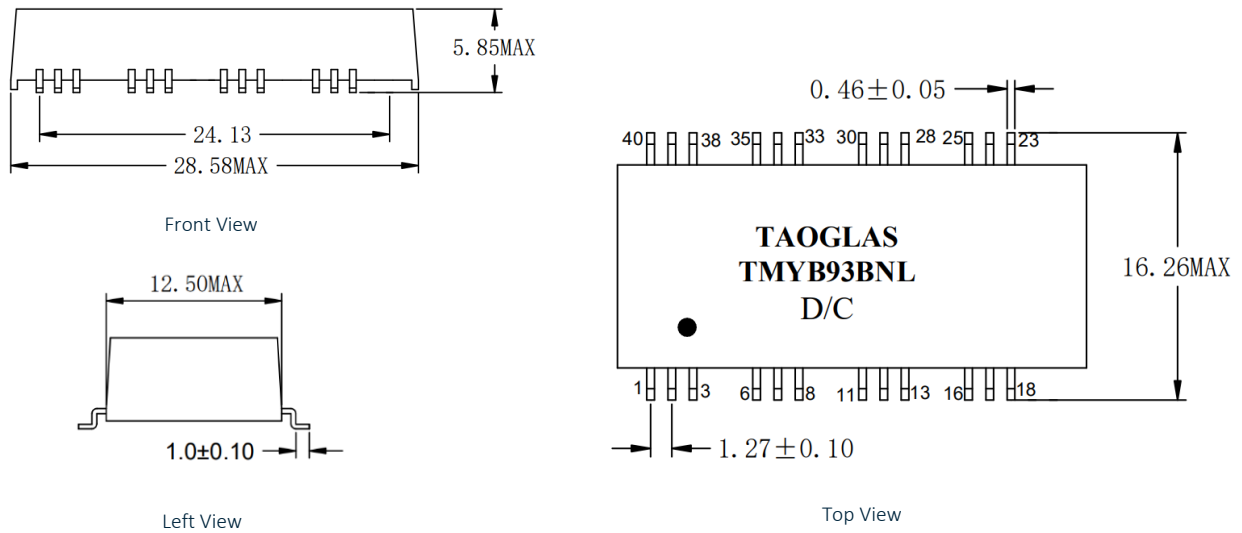 5.85MAX
24.13
28.58MAX
Front View
12.50MAX
1.0±0.10
Left View
0.46±0.05
40 38 35 33 30 28 25 23
TAOGLAS
TMYB93BNL
D/C
16.26MAX
1 3 6 8 11 13 16 18
1.27±0.10
Top View